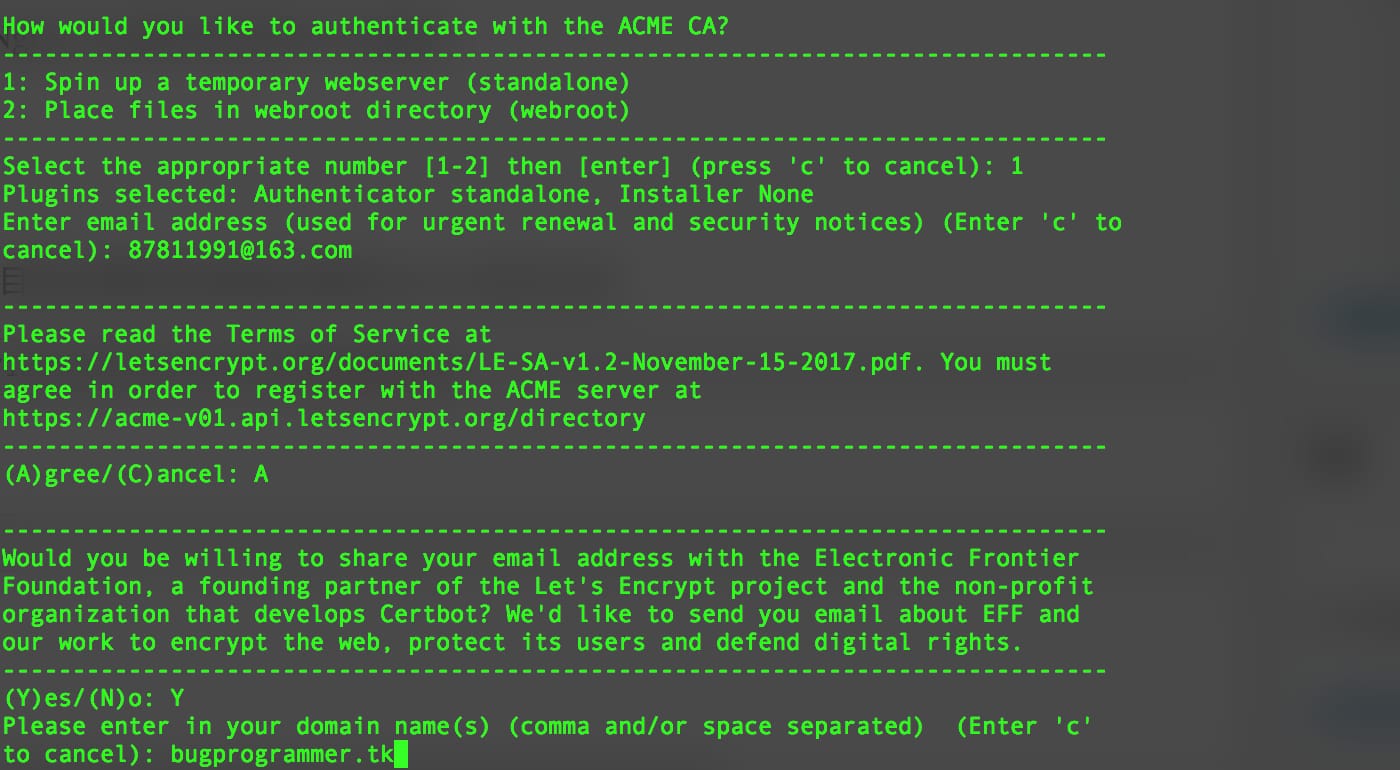 How would you like to authenticate with the ACME CA?
-------------------------------------------------------------------------------
1: Spin up a temporary webserver (standalone)
2: Place files in webroot directory (webroot)
-------------------------------------------------------------------------------
Select the appropriate number [1-2] then [enter] (press 'c' to cancel): 1
Plugins selected: Authenticator standalone, Installer None
Enter email address (used for urgent renewal and security notices) (Enter 'c' to
cancel): 87811991@163.com
-------------------------------------------------------------------------------
Please read the Terms of Service at
https://letsencrypt.org/documents/LE-SA-v1.2-November-15-2017.pdf. You must
agree in order to register with the ACME server at
https://acme-v01.api.letsencrypt.org/directory
-------------------------------------------------------------------------------
(A)gree/(C)ancel: A
-------------------------------------------------------------------------------
Would you be willing to share your email address with the Electronic Frontier
Foundation, a founding partner of the Let's Encrypt project and the non-profit
organization that develops Certbot? We'd like to send you email about EFF and
our work to encrypt the web, protect its users and defend digital rights.
-------------------------------------------------------------------------------
(Y)es/(N)o: Y
Please enter in your domain name(s) (comma and/or space separated)  (Enter 'c'
to cancel): bugprogrammer.tk